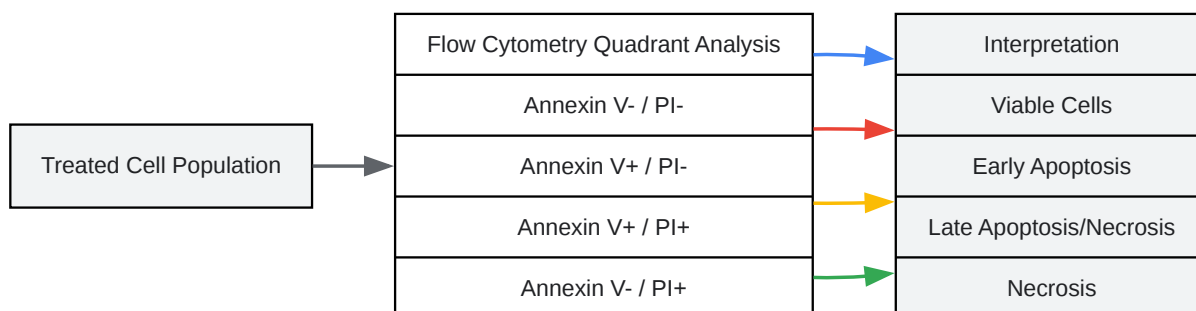 Treated Cell Population
Flow Cytometry Quadrant Analysis
Annexin V- / PI-
Annexin V+ / PI-
Annexin V+ / PI+
Annexin V- / PI+
Interpretation
Viable Cells
Early Apoptosis
Late Apoptosis/Necrosis
Necrosis